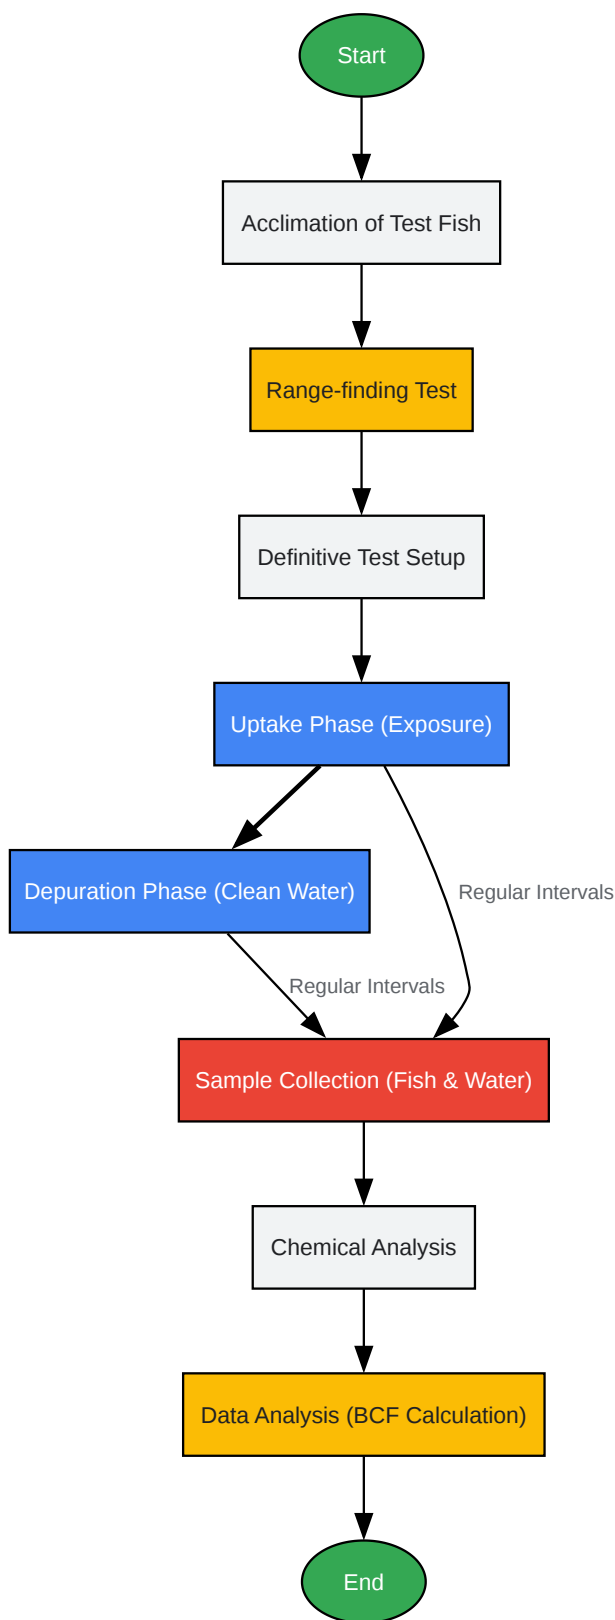 Start
Acclimation of Test Fish
Range-finding Test
Definitive Test Setup
Uptake Phase (Exposure)
Depuration Phase (Clean Water)
Regular Intervals
Regular Intervals
Sample Collection (Fish & Water)
Chemical Analysis
Data Analysis (BCF Calculation)
End